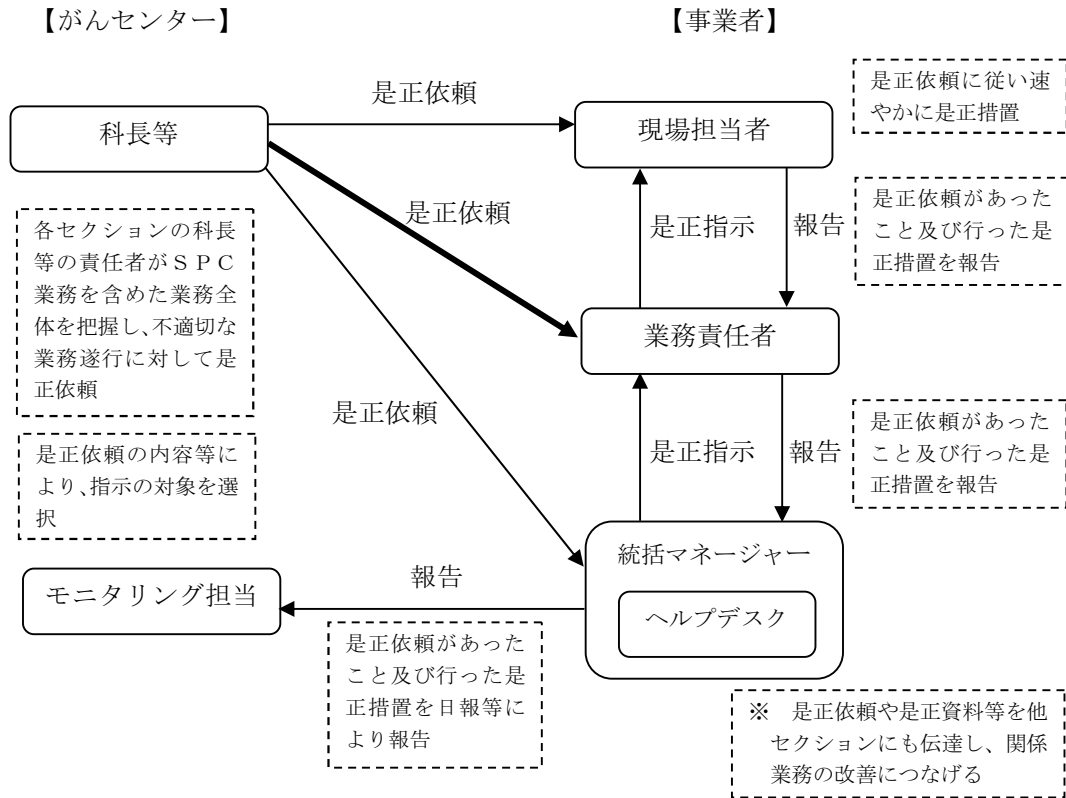 【がんセンター】
【事業者】
是正依頼
科長等
現場担当者
是正依頼に従い速
やかに是正措置
是正依頼
是正指示
報告
是正依頼があった
こと及び行った是
正措置を報告
各セクションの科長
等の責任者がＳＰＣ
業務を含めた業務全
体を把握し、不適切な
業務遂行に対して是
正依頼
業務責任者
是正依頼
是正指示
報告
是正依頼があった
こと及び行った是
正措置を報告
是正依頼の内容等に
より、指示の対象を選
択
統括マネージャー
ヘルプデスク
報告
モニタリング担当
是正依頼があった
こと及び行った是
正措置を日報等に
より報告
※　是正依頼や是正資料等を他
セクションにも伝達し、関係
業務の改善につなげる